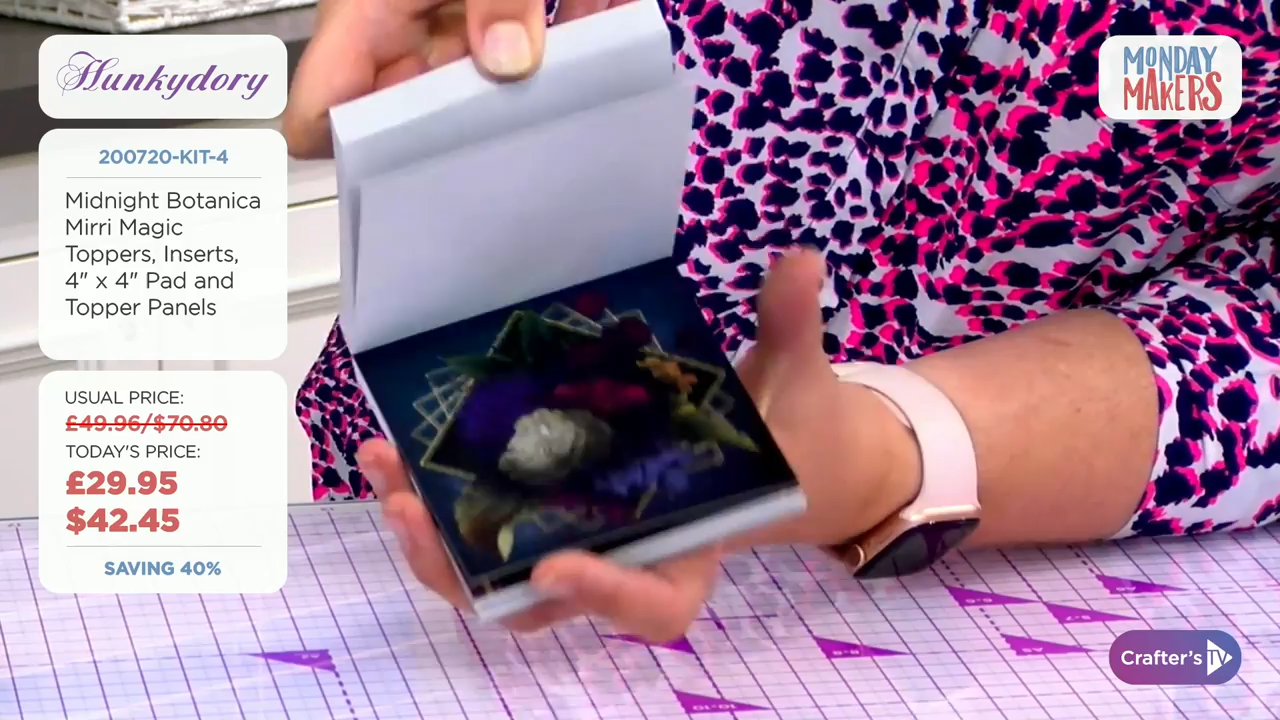 Hunkydory
200720-KIT-4
Midnight Botanica
Mirri Magic
Toppers, Inserts,
4" x 4" Pad and
Topper Panels
USUAL PRICE:
£49.96/$70.80
TODAY'S PRICE:
£29.95
$42.45
SAVING 40%
MONDAY
MAKERS
Crafter's TV